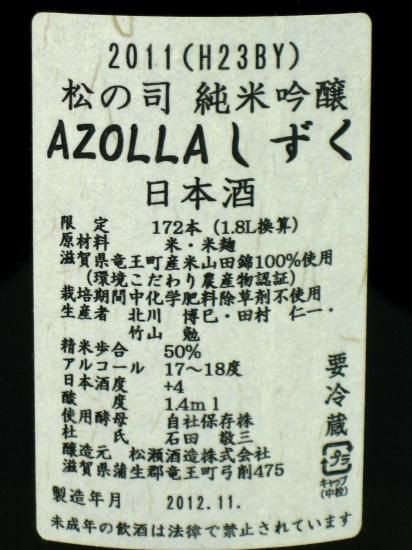 2011(H23BY)
松の司 純米吟醸
AZOLLAしずく
日本酒
限定 172本(1.8L換算)
原材料 米・米麹
滋賀県竜王町産米山田錦100%使用
(環境こだわり農産物認証)
栽培期間中化学肥料除草剤不使用
生産者 北川 博巳・田村 仁一・
竹山 勉
精米歩合 50%
アルコール 17〜18度
日本酒度 +4
酸度 1.4ml
使用酵母 自社保存株
杜氏 石田 敬三
醸造元 松瀬酒造株式会社
滋賀県蒲生郡竜王町弓削475
要冷蔵
プラ
キャップ
(中栓)
製造年月 2012.11.
未成年の飲酒は法律で禁止されています